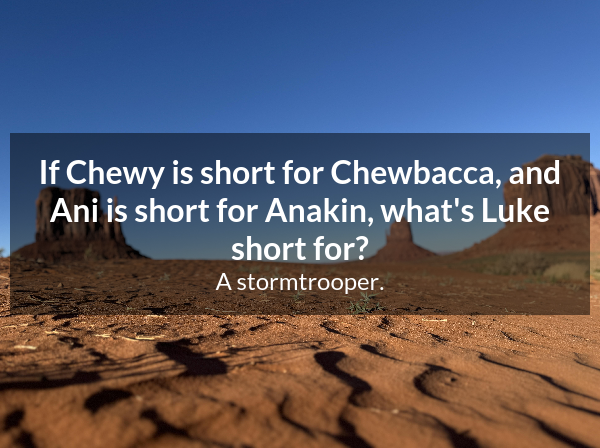 If Chewy is short for Chewbacca, and
Ani is short for Anakin, what's Luke
short for?
A stormtrooper.